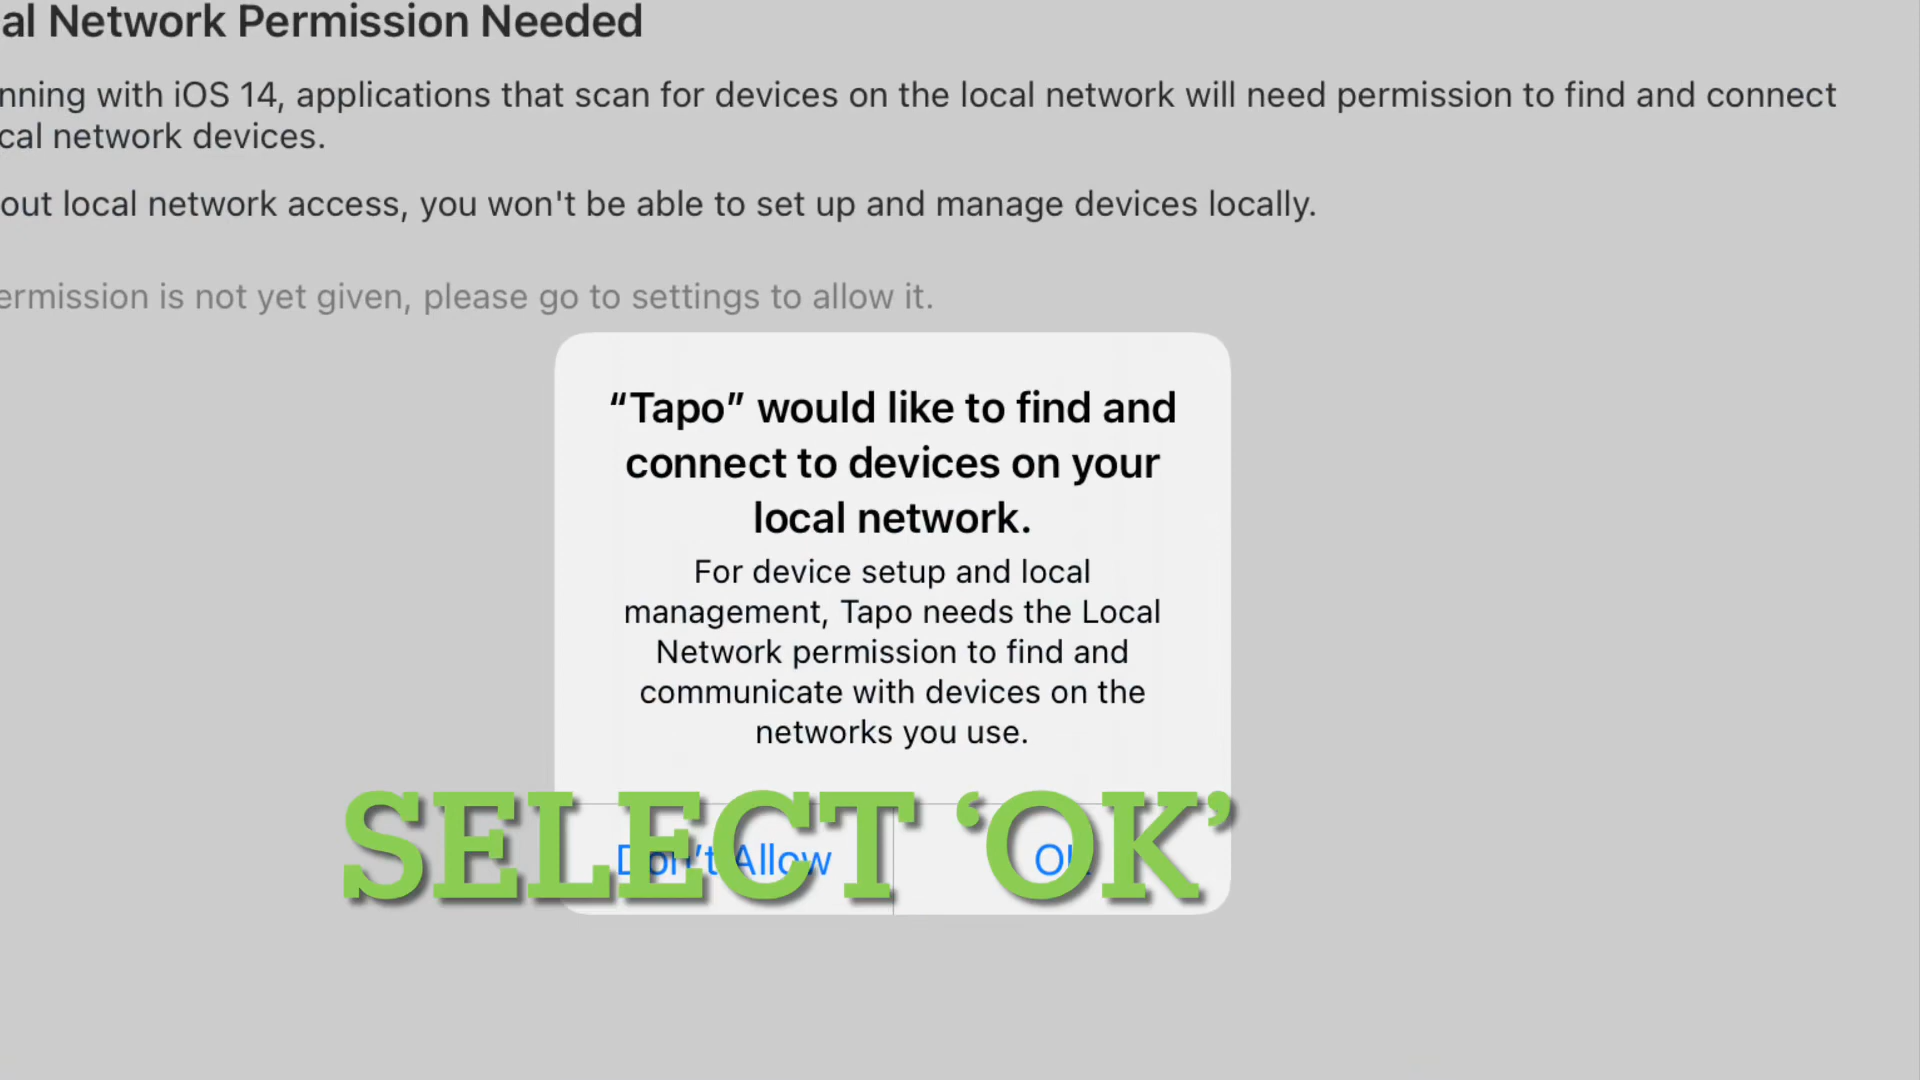 al Network Permission Needed
nning with iOS 14, applications that scan for devices on the local network will need permission to find and connect
cal network devices.
out local network access, you won't be able to set up and manage devices locally.
ermission is not yet given, please go to settings to allow it.
“Tapo” would like to find and
connect to devices on your
local network.
For device setup and local
management, Tapo needs the Local
Network permission to find and
communicate with devices on the
networks you use.
Don’t Allow
OK
SELECT ‘OK’